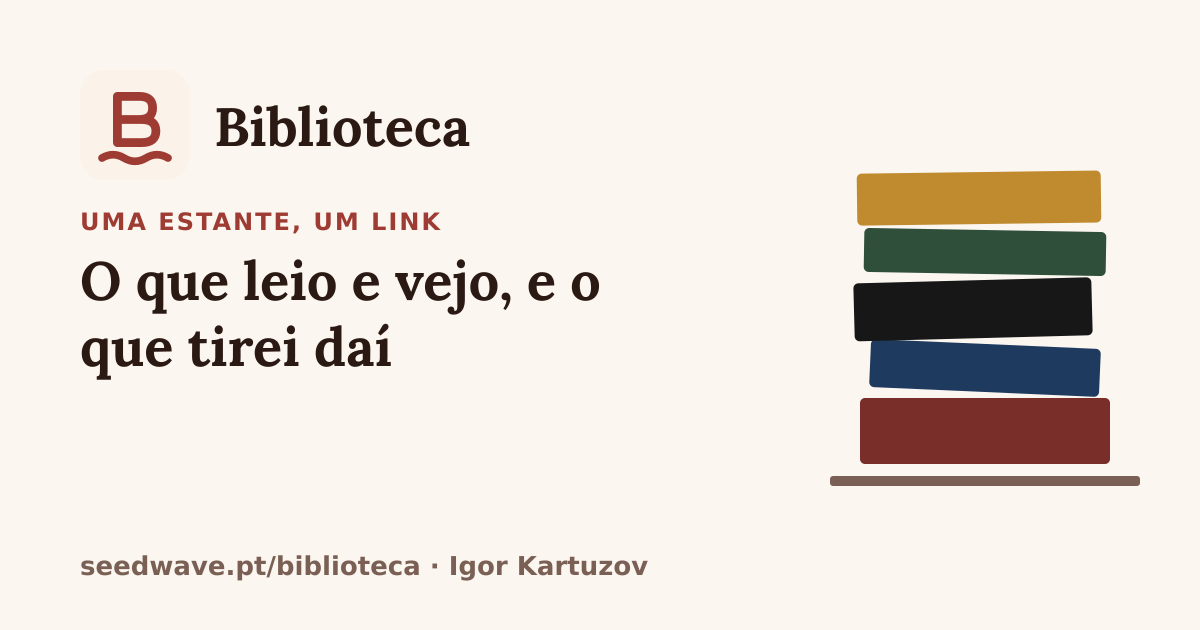 B
Biblioteca
UMA ESTANTE, UM LINK
O que leio e vejo, e o
que tirei daí
seedwave.pt/biblioteca · Igor Kartuzov